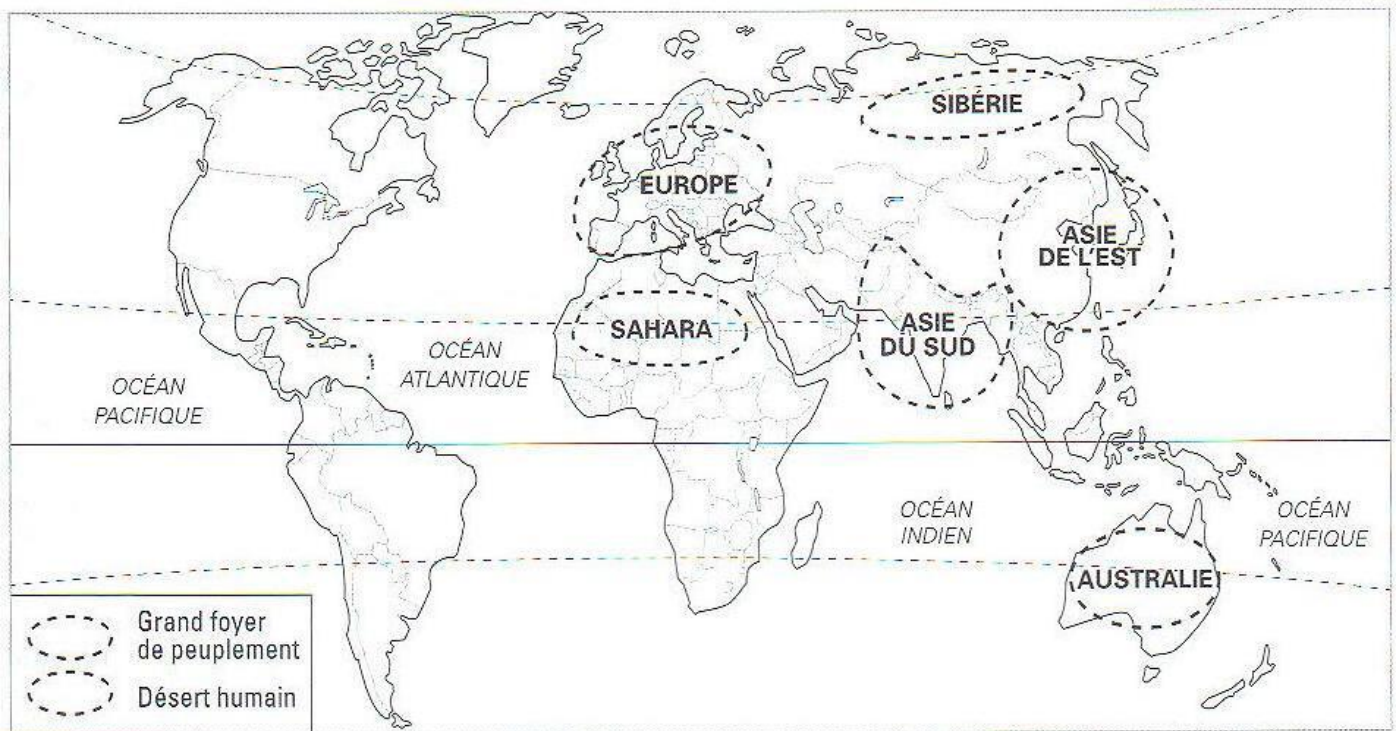 SIBÉRIE
EUROPE
ASIE
DE L'EST
SAHARA
ASIE
DU SUD
OCÉAN
ATLANTIQUE
OCÉAN
PACIFIQUE
OCÉAN
INDIEN
OCÉAN
PACIFIQUE
AUSTRALIE
Grand foyer
de peuplement
Désert humain